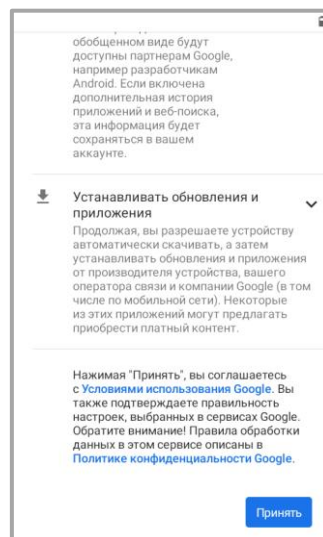 обобщенном виде будут
доступны партнерам Google,
например разработчикам
Android. Если включена
дополнительная история
приложений и веб-поиска,
эта информация будет
сохраняться в вашем
аккаунте.
Устанавливать обновления и
приложения
Продолжая, вы разрешаете устройству
автоматически скачивать, а затем
устанавливать обновления и приложения
от производителя устройства, вашего
оператора связи и компании Google (в том
числе по мобильной сети). Некоторые
из этих приложений могут предлагать
приобрести платный контент.
Нажимая "Принять", вы соглашаетесь
с Условиями использования Google. Вы
также подтверждаете правильность
настроек, выбранных в сервисах Google.
Обратите внимание! Правила обработки
данных в этом сервисе описаны в
Политике конфиденциальности Google.
Принять